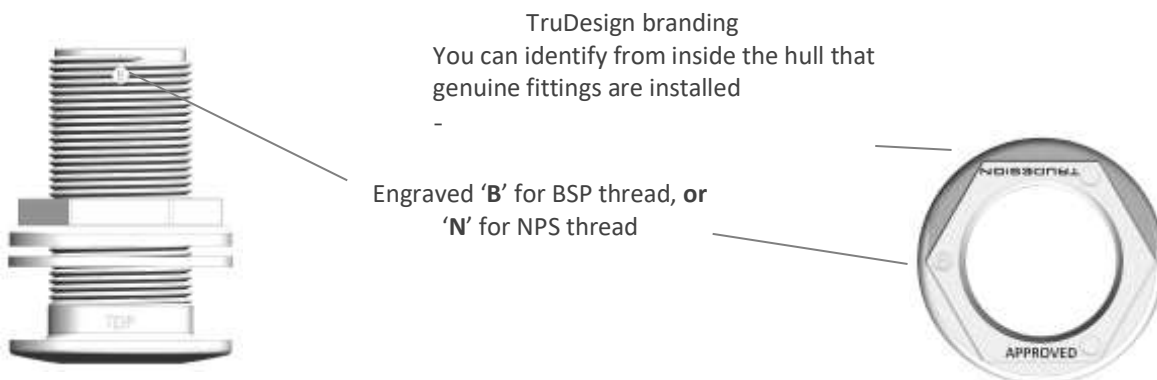 TruDesign branding
You can identify from inside the hull that
genuine fittings are installed
-
Engraved ‘B’ for BSP thread, or
‘N’ for NPS thread
B
TDP
TRUDESIGN
APPROVED